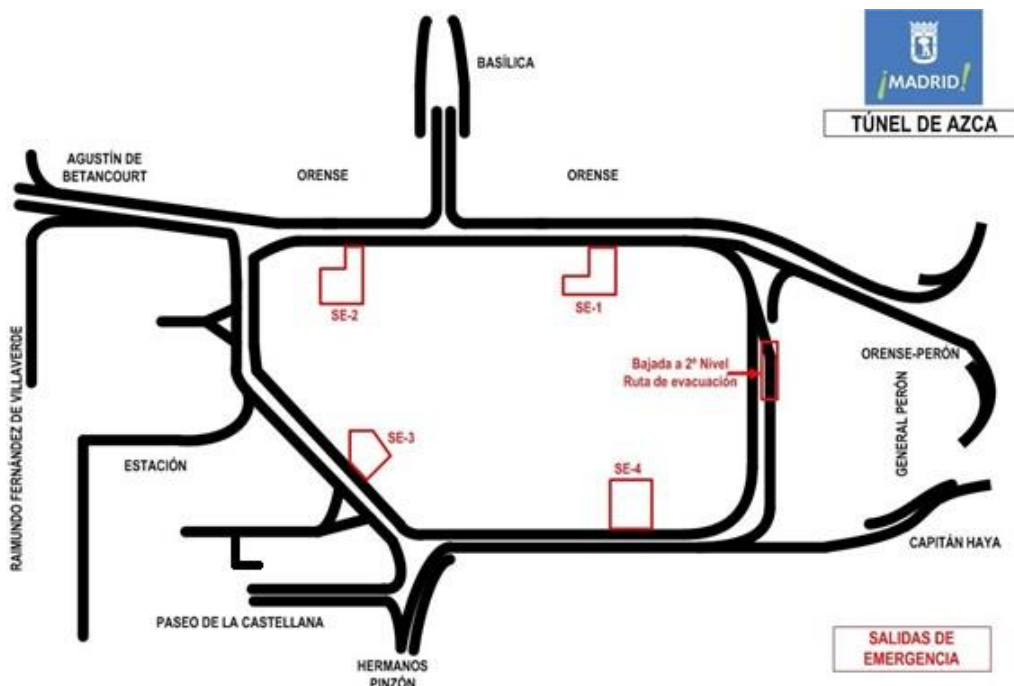 BASÍLICA
¡MADRID!
TÚNEL DE AZCA
AGUSTÍN DE
BETANCOURT
ORENSE
ORENSE
SE-2
SE-1
Bajada a 2º Nivel
Ruta de evacuación
ORENSE-PERÓN
GENERAL PERÓN
RAIMUNDO FERNÁNDEZ DE VILLAVERDE
SE-3
ESTACIÓN
SE-4
CAPITÁN HAYA
PASEO DE LA CASTELLANA
HERMANOS
PINZÓN
SALIDAS DE
EMERGENCIA